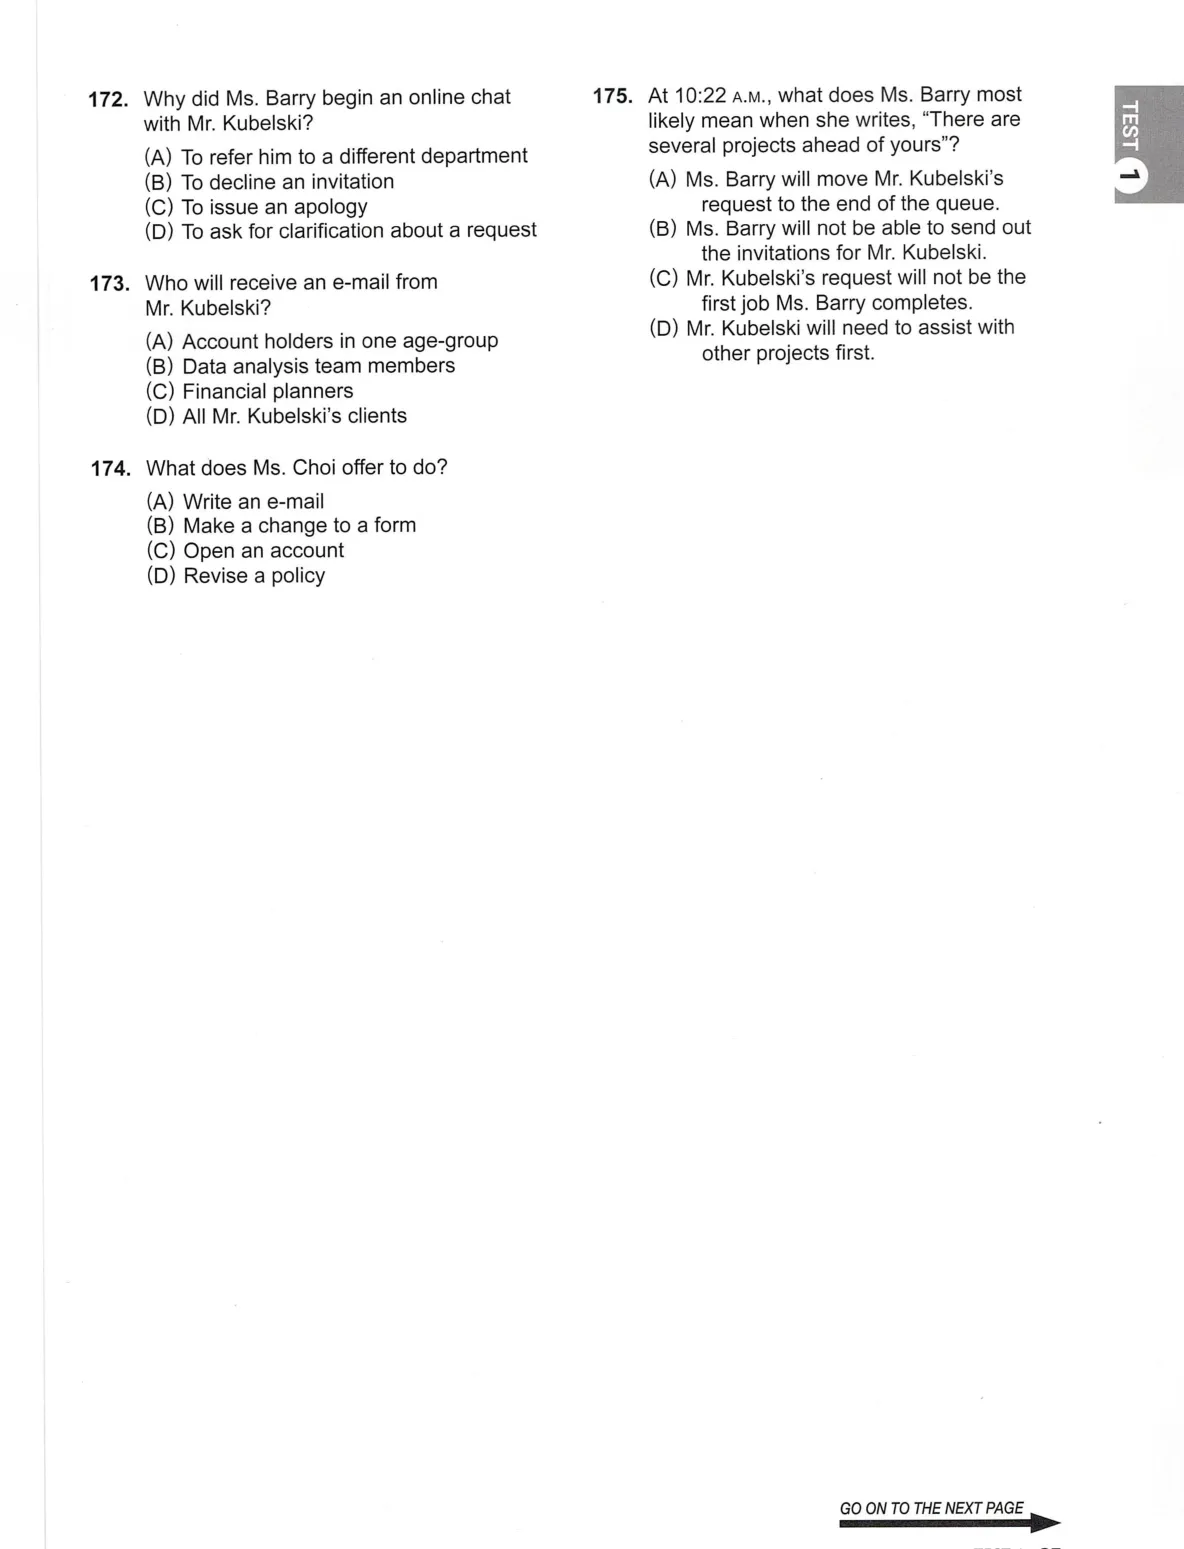 172. Why did Ms. Barry begin an online chat
with Mr. Kubelski?
(A) To refer him to a different department
(B) To decline an invitation
(C) To issue an apology
(D) To ask for clarification about a request
173. Who will receive an e-mail from
Mr. Kubelski?
(A) Account holders in one age-group
(B) Data analysis team members
(C) Financial planners
(D) All Mr. Kubelski's clients
174. What does Ms. Choi offer to do?
(A) Write an e-mail
(B) Make a change to a form
(C) Open an account
(D) Revise a policy
175. At 10:22 A.M., what does Ms. Barry most
likely mean when she writes, “There are
several projects ahead of yours”?
(A) Ms. Barry will move Mr. Kubelski's
request to the end of the queue.
(B) Ms. Barry will not be able to send out
the invitations for Mr. Kubelski.
(C) Mr. Kubelski's request will not be the
first job Ms. Barry completes.
(D) Mr. Kubelski will need to assist with
other projects first.
TEST 1
GO ON TO THE NEXT PAGE